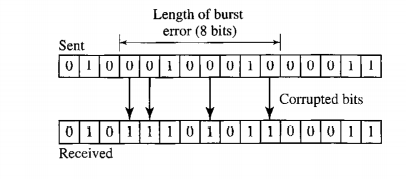 Length of burst
error (8 bits)
Sent
0 1 0 0 0 1 0 0 0 1 0 0 0 0 1 1
Corrupted bits
0 1 0 1 1 1 0 1 0 1 1 0 0 0 1 1
Received